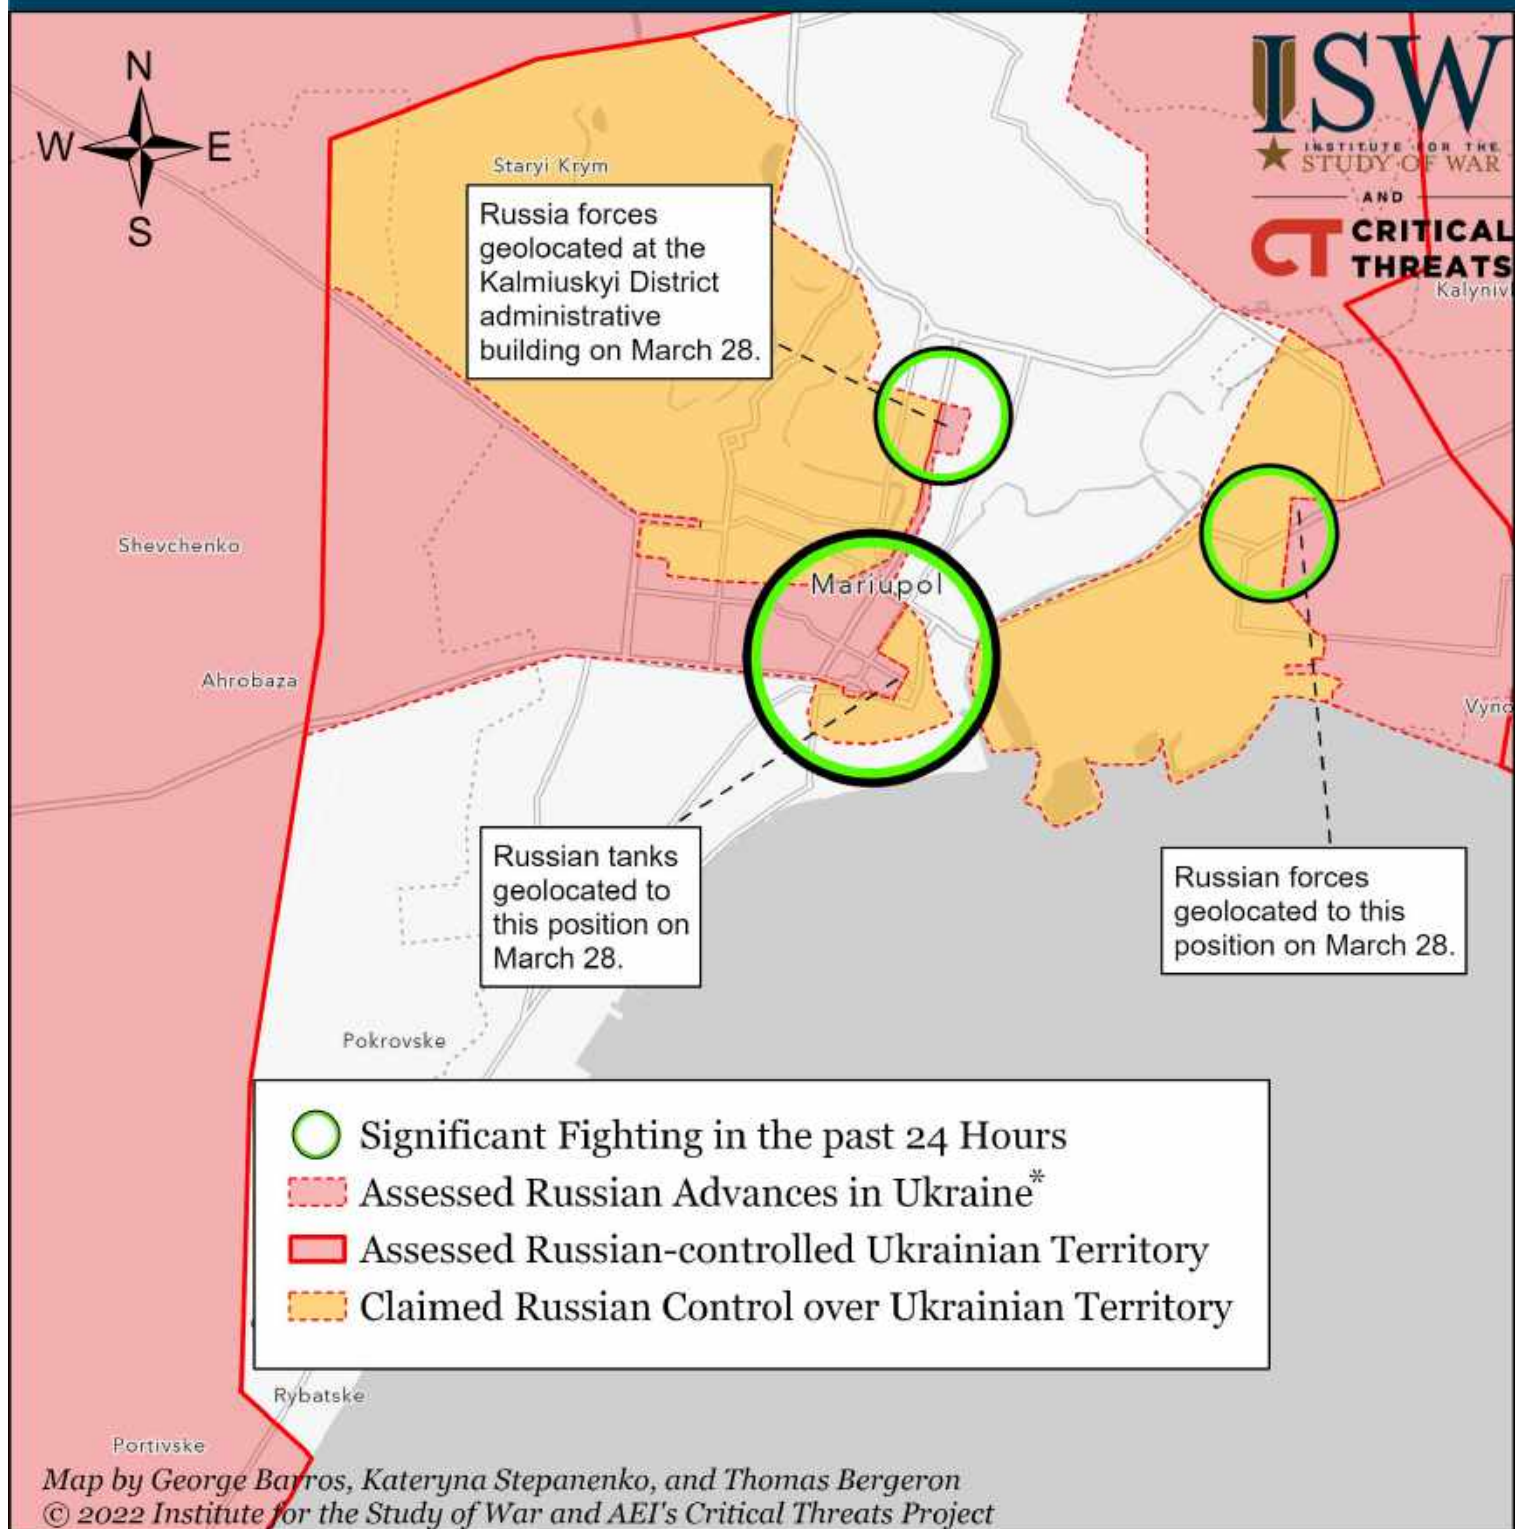 N
W E
S
ISW
INSTITUTE FOR THE
STUDY OF WAR
AND
CT CRITICAL
THREATS
Staryi Krym
Russia forces
geolocated at the
Kalmiuskyi District
administrative
building on March 28.
Shevchenko
Mariupol
Ahrobaza
Russian tanks
geolocated to
this position on
March 28.
Russian forces
geolocated to this
position on March 28.
Pokrovske
Significant Fighting in the past 24 Hours
Assessed Russian Advances in Ukraine*
Assessed Russian-controlled Ukrainian Territory
Claimed Russian Control over Ukrainian Territory
Rybatske
Portivske
Map by George Barros, Kateryna Stepanenko, and Thomas Bergeron
© 2022 Institute for the Study of War and AEI's Critical Threats Project